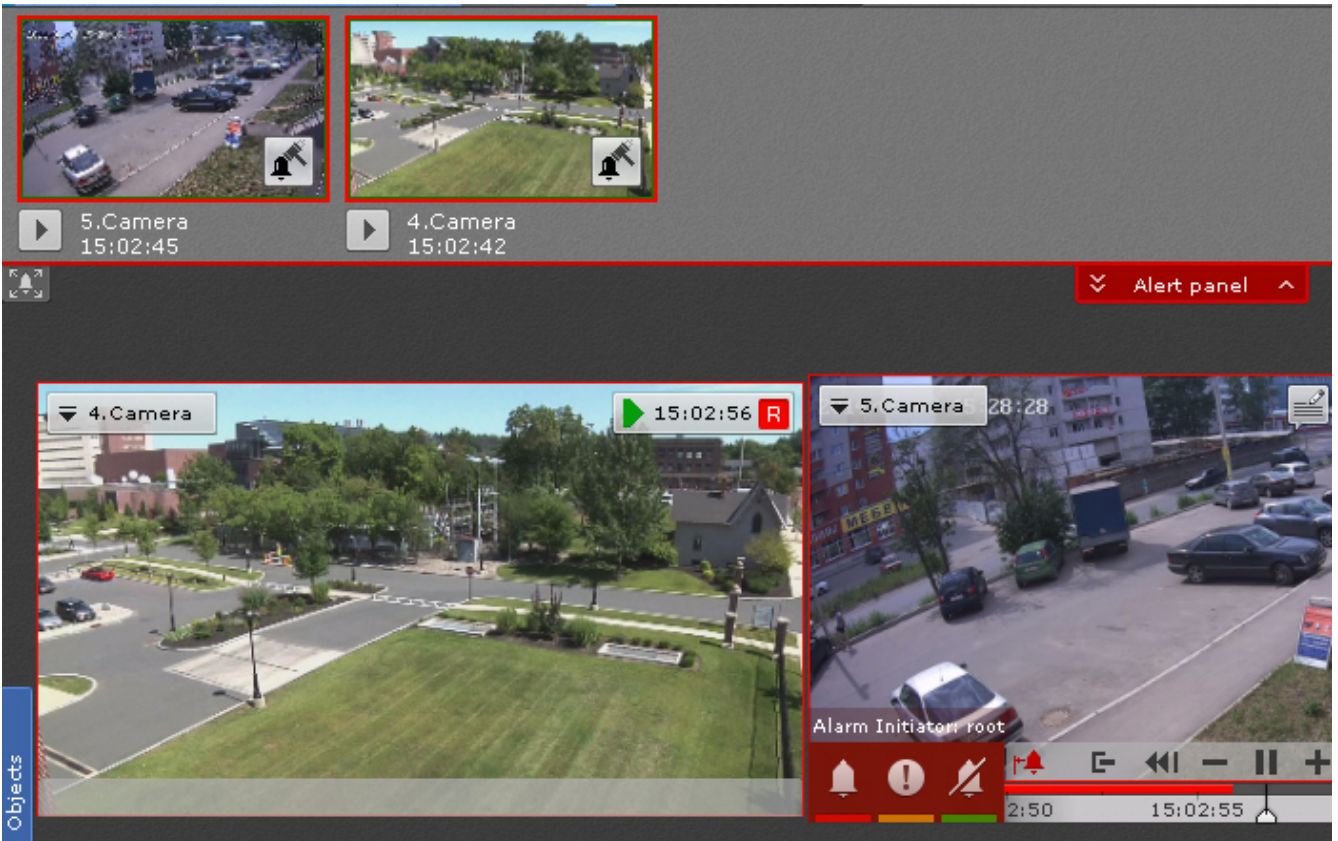 5.Camera
15:02:45
4.Camera
15:02:42
Alert panel
4.Camera
15:02:56 R
5.Camera
28:28
МЕБЕ
Alarm Initiator: root
2:50
15:02:55
Objects